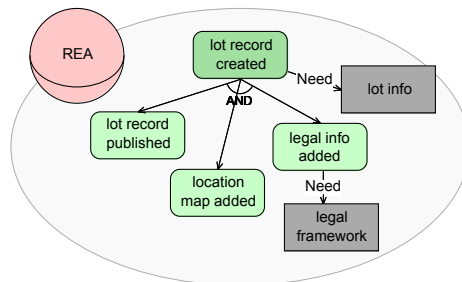 REA
lot record
created
Need
lot info
AND
lot record
published
legal info
added
location
map added
Need
legal
framework